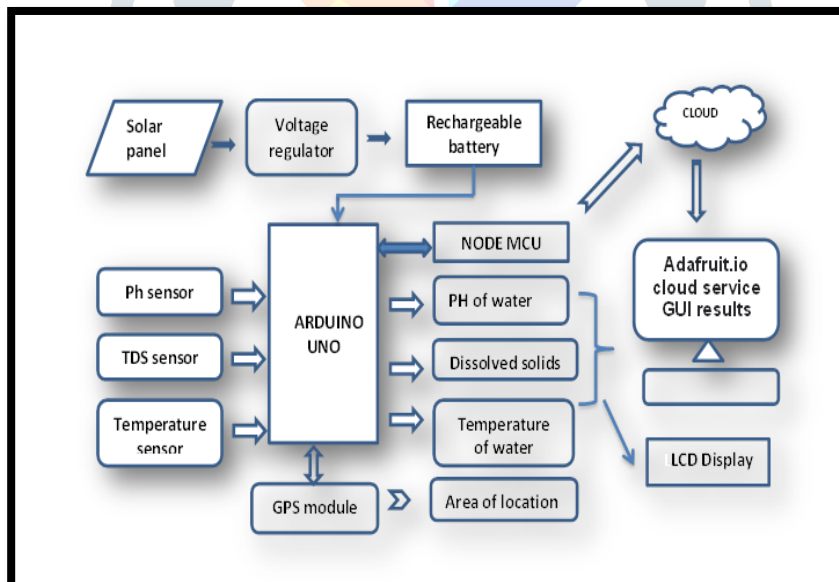 Solar
panel
Voltage
regulator
Rechargeable
battery
CLOUD
NODE MCU
Adafruit.io
cloud service
GUI results
Ph sensor
TDS sensor
Temperature
sensor
ARDUINO
UNO
PH of water
Dissolved solids
Temperature
of water
LCD Display
GPS module
Area of location